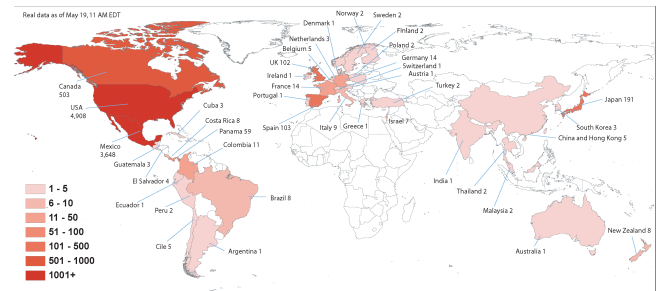 Real data as of May 19, 11 AM EDT
Norway 2
Sweden 2
Denmark 1
Finland 2
Netherlands 3
Poland 2
Belgium 5
Germany 14
UK 102
Switzerland 1
Ireland 1
Austria 1
France 14
Turkey 2
Portugal 1
Spain 103
Italy 9
Greece 1
Israel 7
Canada
503
USA
4,908
Mexico
3,648
Cuba 3
Costa Rica 8
Panama 59
Colombia 11
Guatemala 3
El Salvador 4
Ecuador 1
Peru 2
Brazil 8
Cile 5
Argentina 1
Japan 191
South Korea 3
China and Hong Kong 5
India 1
Thailand 2
Malaysia 2
Australia 1
New Zealand 8
1 - 5
6 - 10
11 - 50
51 - 100
101 - 500
501 - 1000
1001+